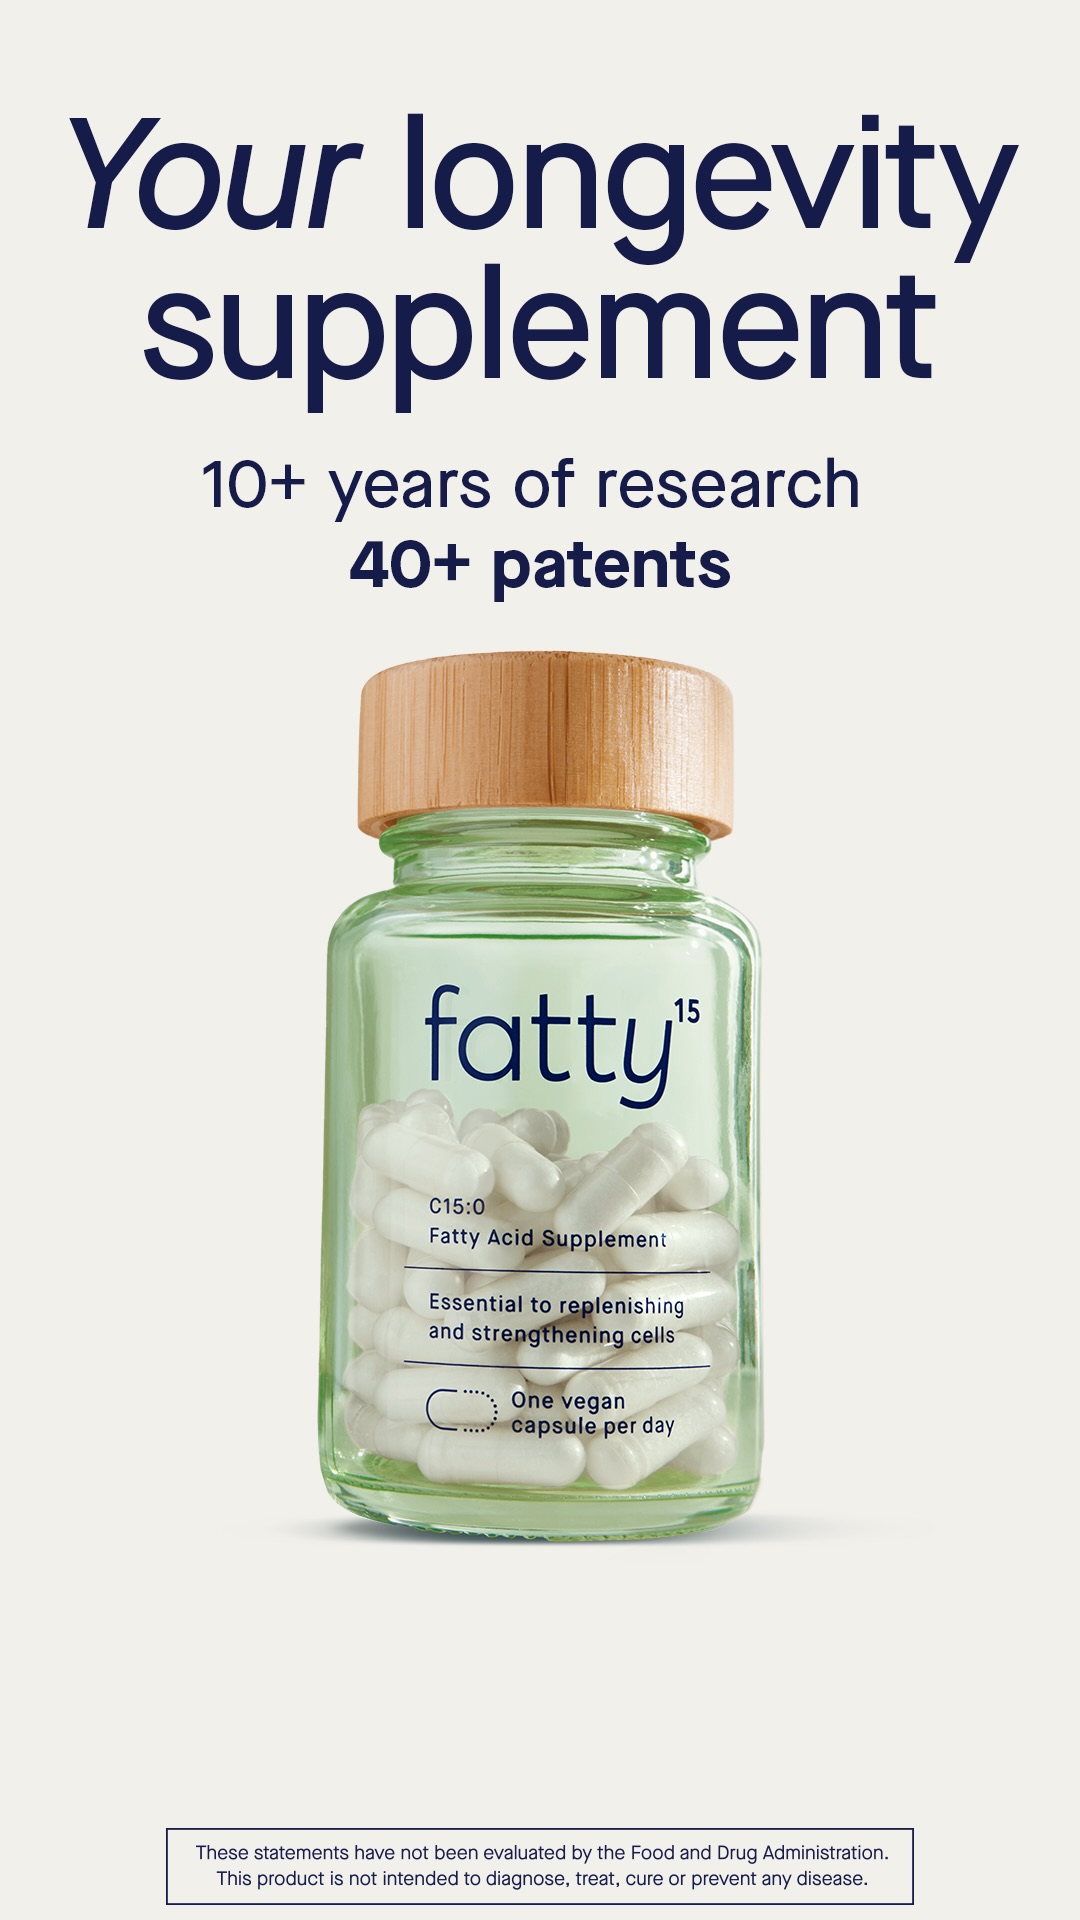 Your longevity
supplement
10+ years of research
40+ patents
fatty15
C15:0
Fatty Acid Supplement
Essential to replenishing
and strengthening cells
One vegan
capsule per day
These statements have not been evaluated by the Food and Drug Administration.
This product is not intended to diagnose, treat, cure or prevent any disease.